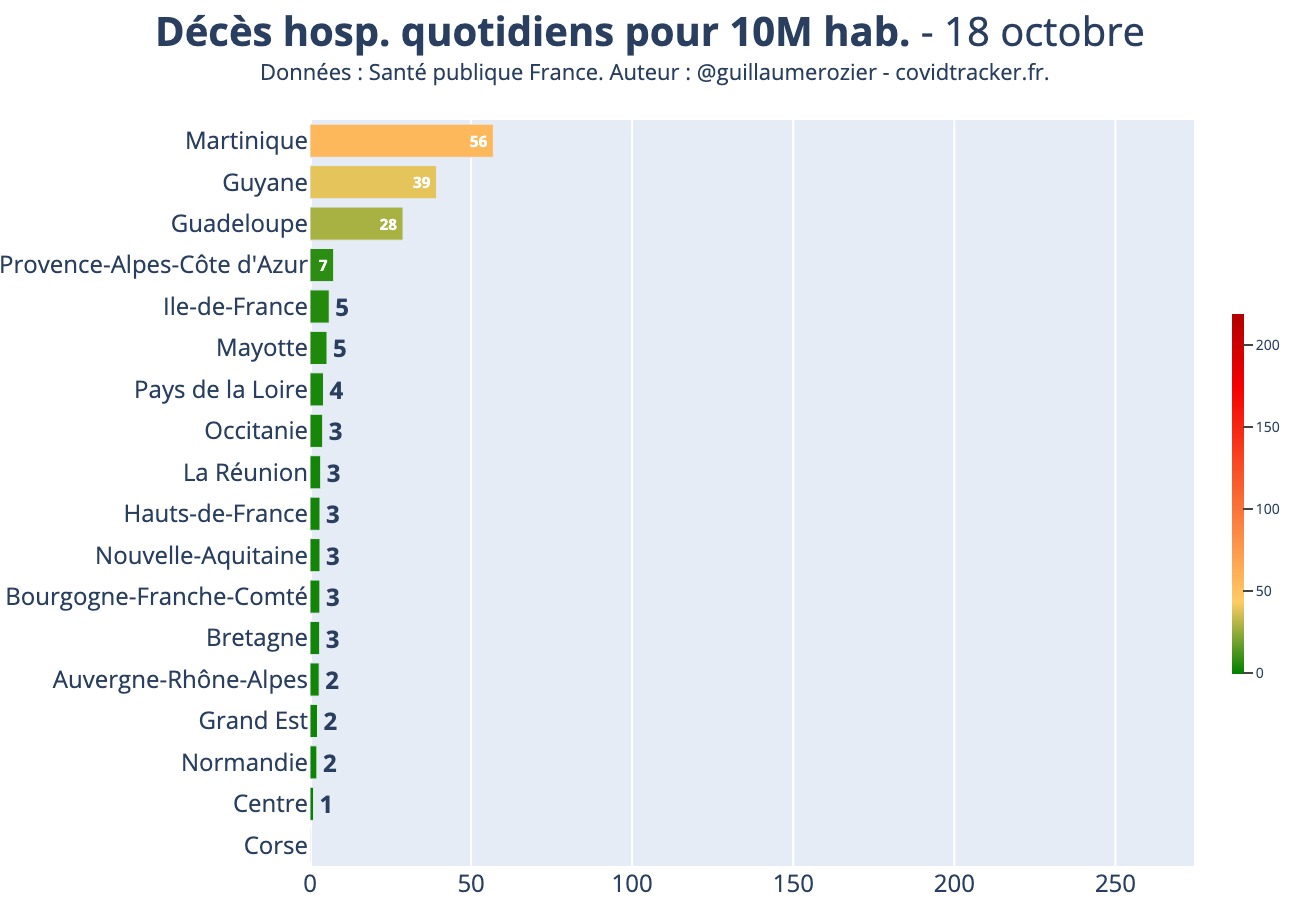 Décès hosp. quotidiens pour 10M hab. - 18 octobre
Données : Santé publique France. Auteur : @guillaumerozier - covidtracker.fr.
Martinique 56
Guyane 39
Guadeloupe 28
Provence-Alpes-Côte d'Azur 7
Ile-de-France 5
Mayotte 5
Pays de la Loire 4
Occitanie 3
La Réunion 3
Hauts-de-France 3
Nouvelle-Aquitaine 3
Bourgogne-Franche-Comté 3
Bretagne 3
Auvergne-Rhône-Alpes 2
Grand Est 2
Normandie 2
Centre 1
Corse
0 50 100 150 200 250
200
150
100
50
0